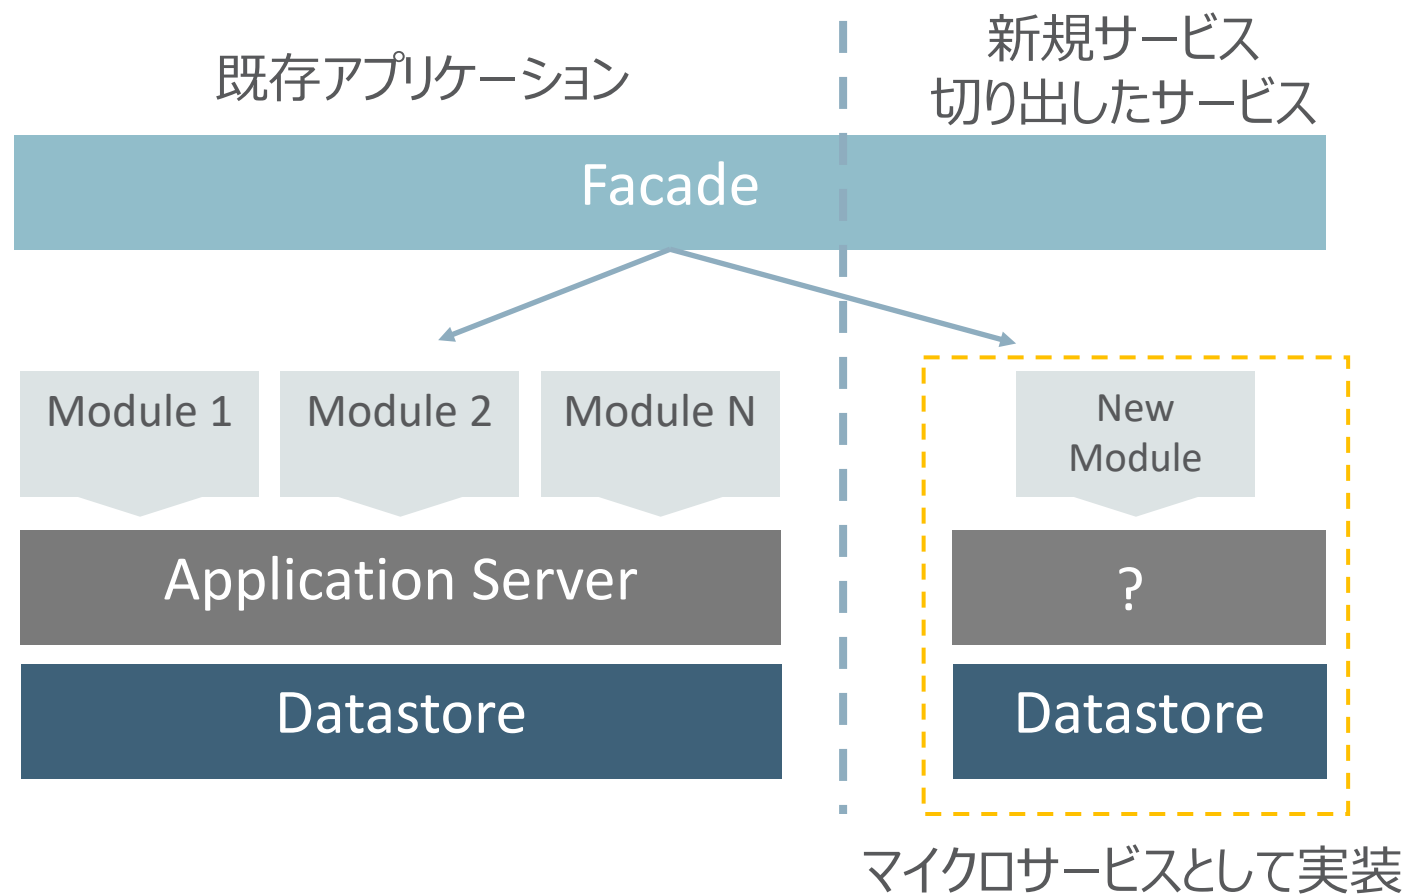 既存アプリケーション
新規サービス
切り出したサービス
Facade
Module 1
Module 2
Module N
New
Module
Application Server
?
Datastore
Datastore
マイクロサービスとして実装